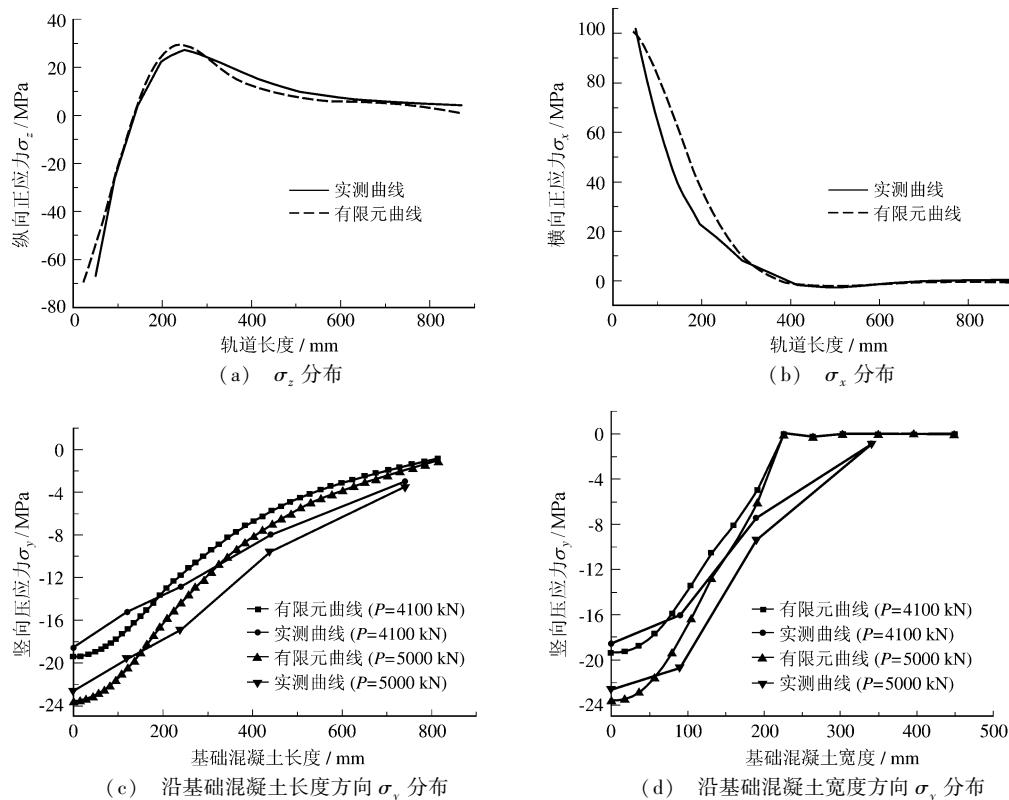 40
20
0
-20
-40
-60
-80
纵向正应力σz/MPa
实测曲线
有限元曲线
0 200 400 600 800
轨道长度 / mm
(a) σz 分布
100
80
60
40
20
0
横向正应力σx/MPa
实测曲线
有限元曲线
0 200 400 600 800
轨道长度 / mm
(b) σx 分布
0
-4
-8
-12
-16
-20
-24
竖向压应力σy/MPa
有限元曲线 (P=4100 kN)
实测曲线 (P=4100 kN)
有限元曲线 (P=5000 kN)
实测曲线 (P=5000 kN)
0 200 400 600 800
基础混凝土长度 / mm
(c) 沿基础混凝土长度方向 σy 分布
0
-4
-8
-12
-16
-20
-24
竖向压应力σy/MPa
有限元曲线 (P=4100 kN)
实测曲线 (P=4100 kN)
有限元曲线 (P=5000 kN)
实测曲线 (P=5000 kN)
0 100 200 300 400 500
基础混凝土宽度 / mm
(d) 沿基础混凝土宽度方向 σy 分布